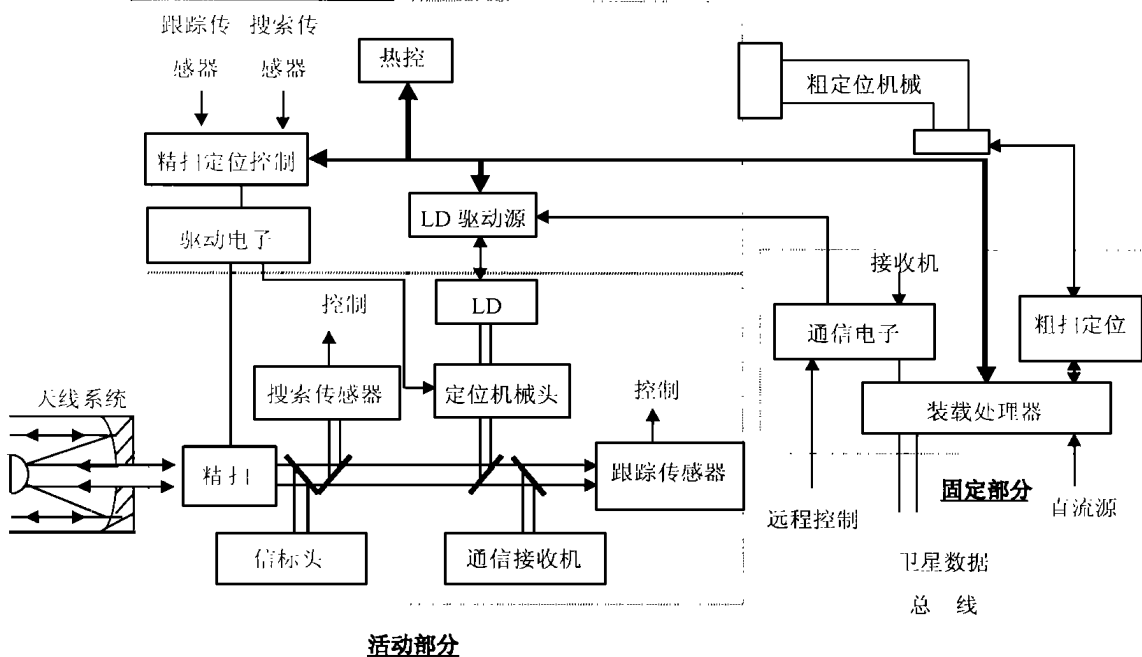 跟踪传
感器
搜索传
感器
热控
粗定位机械
精扫定位控制
LD 驱动源
驱动电子
接收机
控制
LD
通信电子
粗扫定位
搜索传感器
定位机械头
控制
装载处理器
天线系统
精扫
跟踪传感器
固定部分
直流源
远程控制
信标头
通信接收机
卫星数据
总 线
活动部分